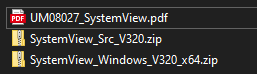 UM08027_SystemView.pdf
SystemView_Src_V320.zip
SystemView_Windows_V320_x64.zip